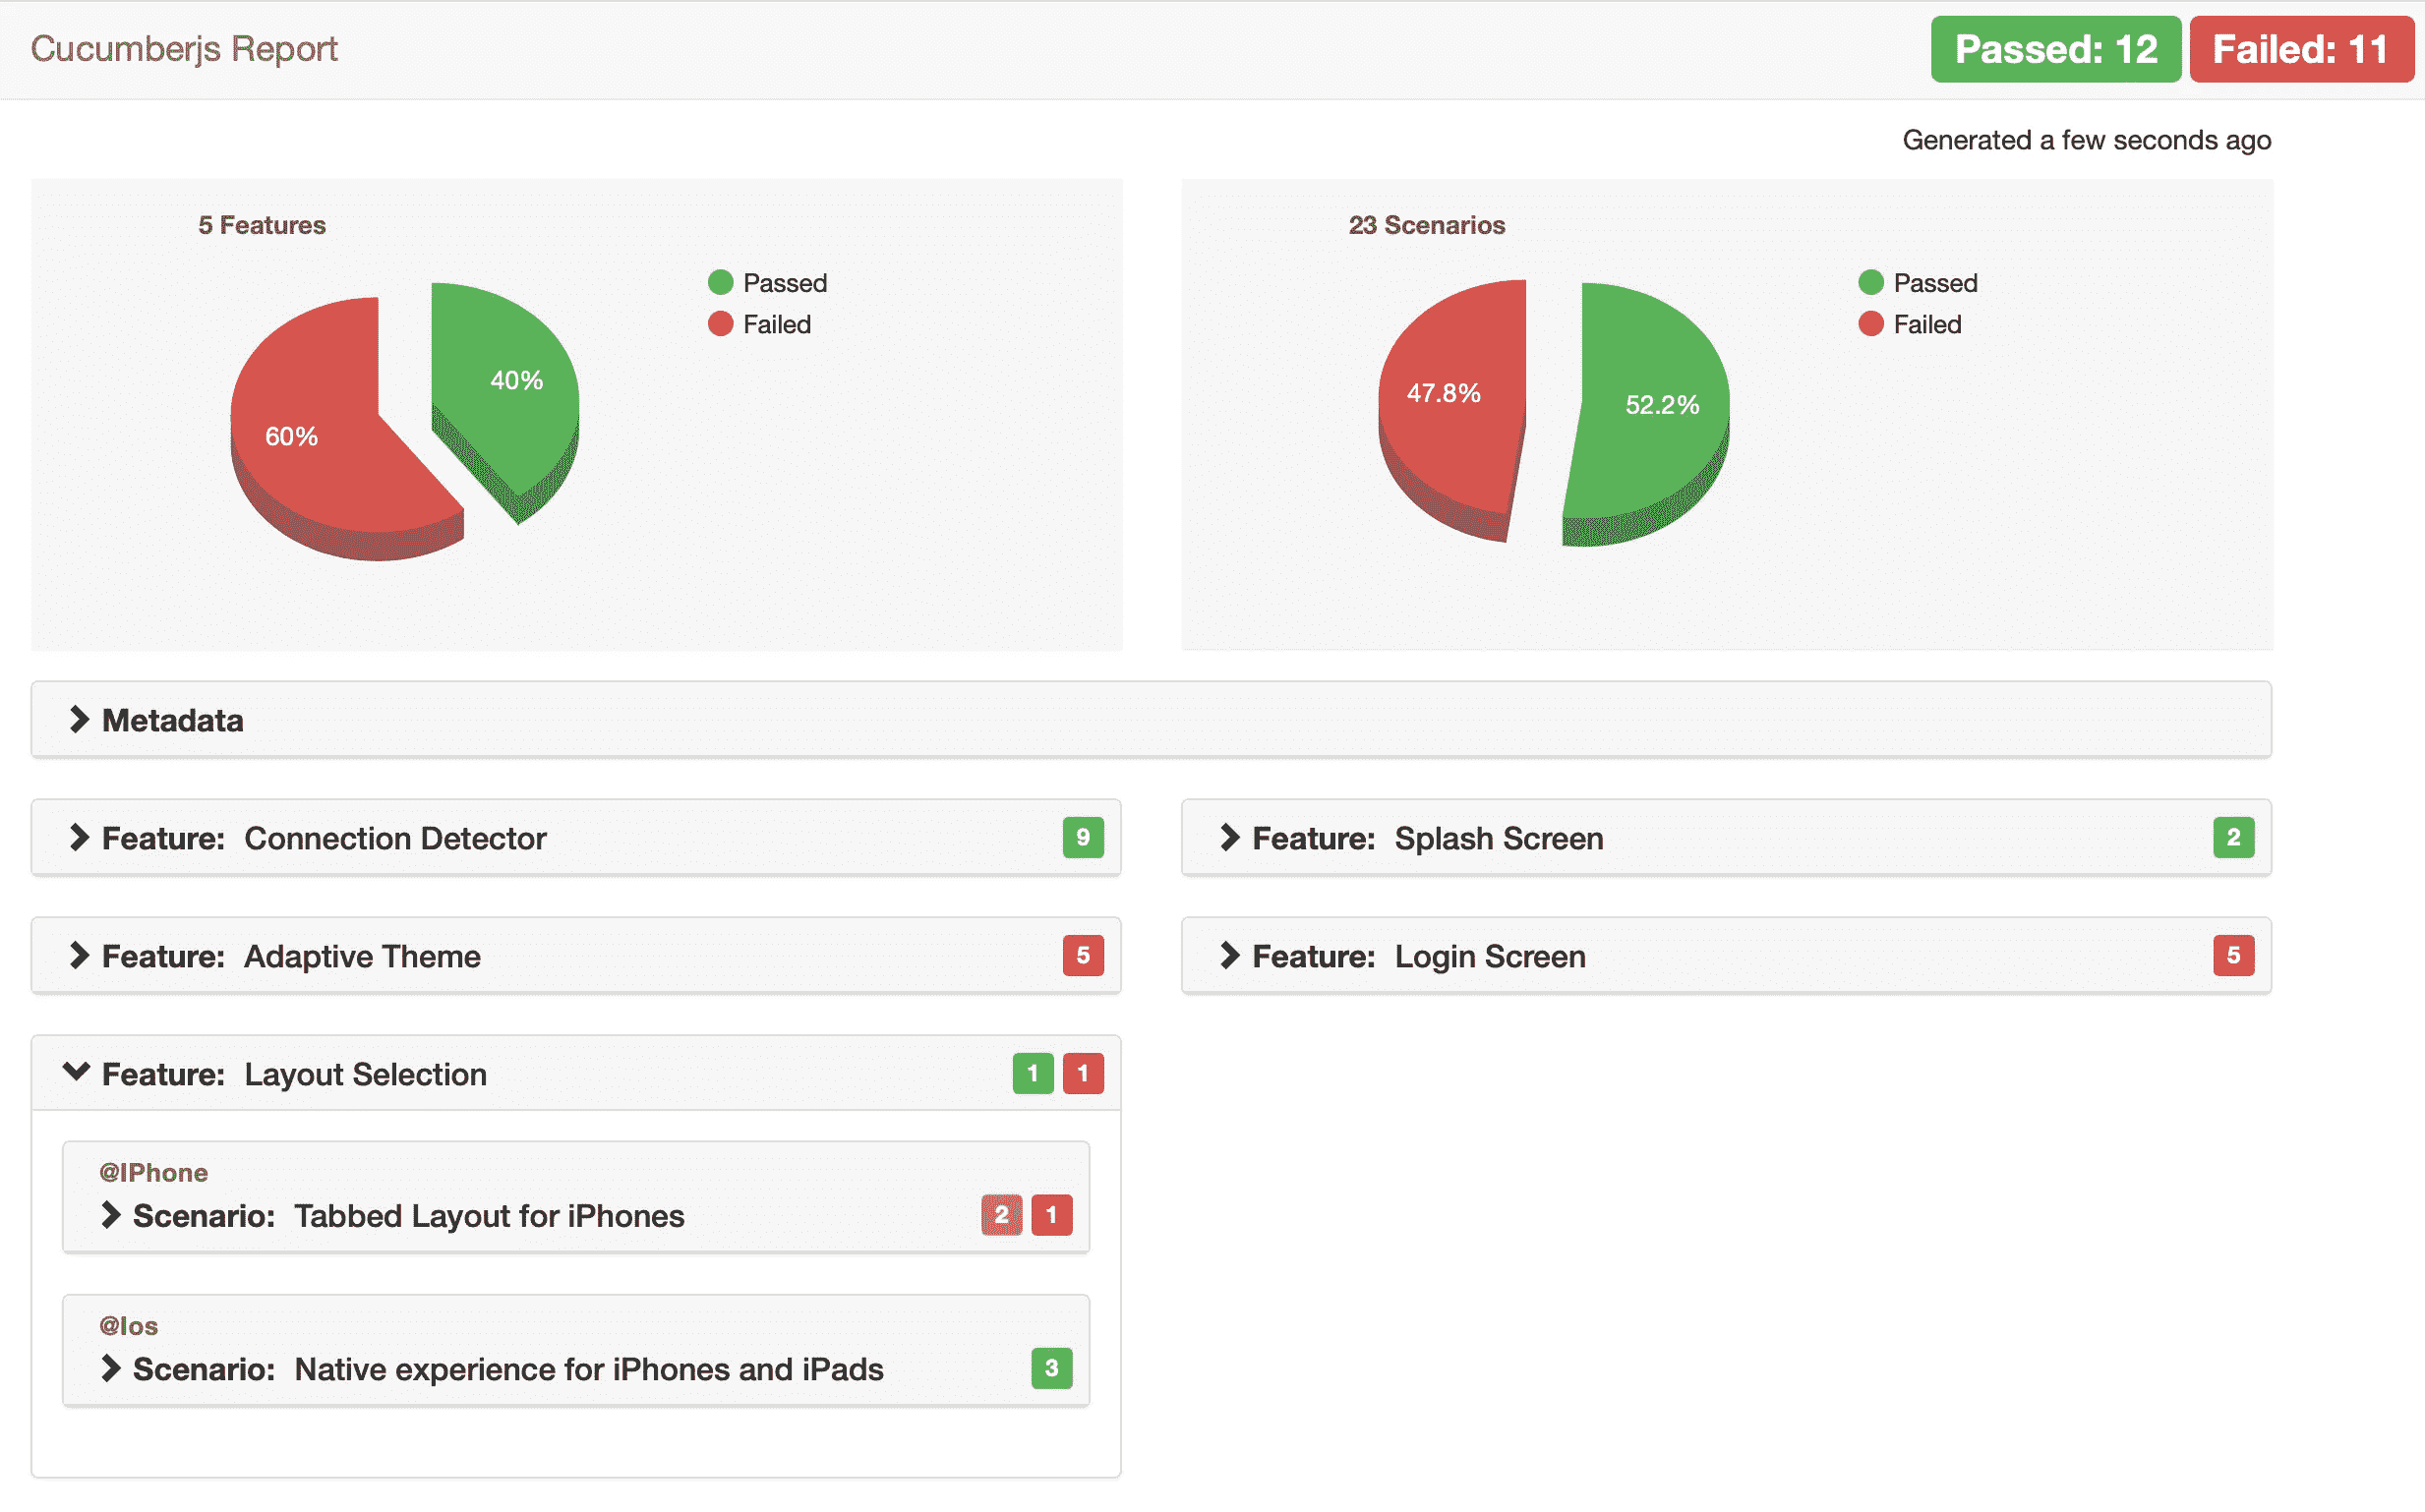 Cucumberjs Report
Passed: 12 Failed: 11
Generated a few seconds ago
5 Features
Passed
Failed
40%
60%
23 Scenarios
Passed
Failed
47.8%
52.2%
Metadata
Feature: Connection Detector 9
Feature: Splash Screen 2
Feature: Adaptive Theme 5
Feature: Login Screen 5
Feature: Layout Selection 1 1
@IPhone
Scenario: Tabbed Layout for iPhones 2 1
@Ios
Scenario: Native experience for iPhones and iPads 3